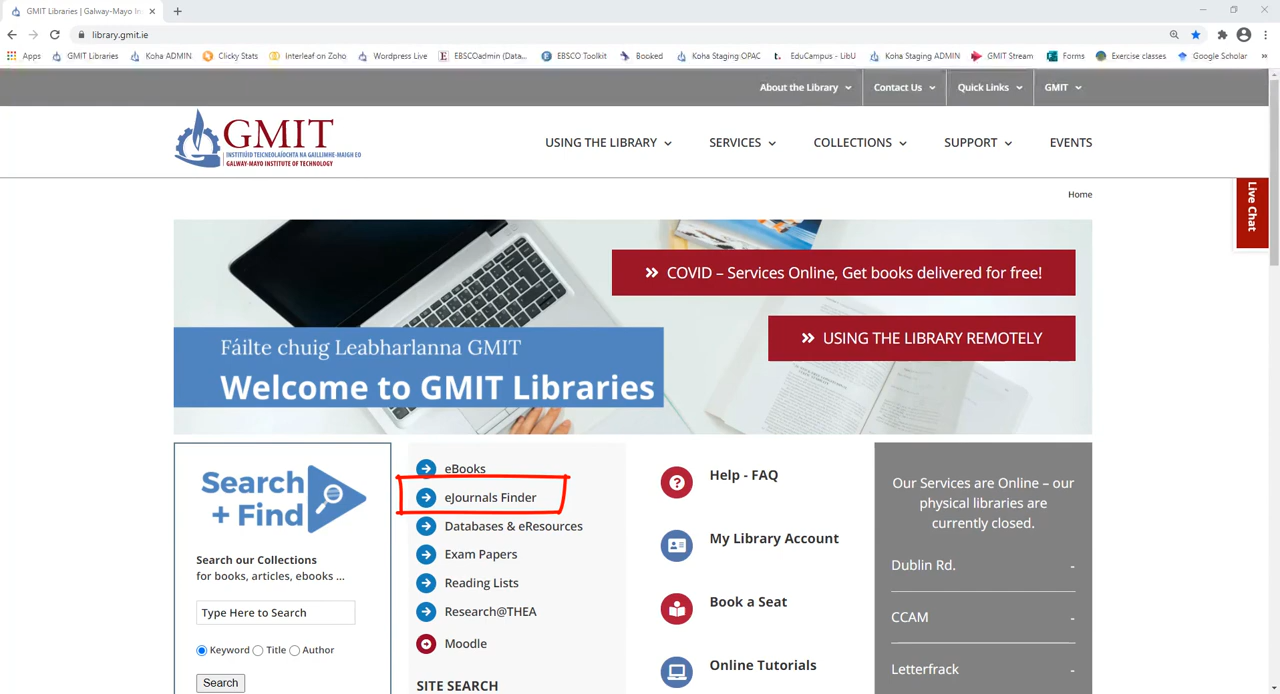 GMIT Libraries | Galway-Mayo In
library.gmit.ie
Apps GMIT Libraries Koha ADMIN Clicky Stats Interleaf on Zoho Wordpress Live EBSCOadmin (Data... EBSCO Toolkit Booked Koha Staging OPAC EduCampus - LibU Koha Staging ADMIN GMIT Stream Forms Exercise classes Google Scholar
About the Library Contact Us Quick Links GMIT
GMIT
INSTITIÚID TEICNEOLAÍOCHTA NA GAILLIMHE-MAIGH EO
GALWAY-MAYO INSTITUTE OF TECHNOLOGY
USING THE LIBRARY SERVICES COLLECTIONS SUPPORT EVENTS
Home
Live Chat
COVID – Services Online, Get books delivered for free!
USING THE LIBRARY REMOTELY
Fáilte chuig Leabharlanna GMIT
Welcome to GMIT Libraries
Search
+ Find
Search our Collections
for books, articles, ebooks ...
Type Here to Search
Keyword Title Author
Search
eBooks
eJournals Finder
Databases & eResources
Exam Papers
Reading Lists
Research@THEA
Moodle
SITE SEARCH
Help - FAQ
My Library Account
Book a Seat
Online Tutorials
Our Services are Online – our
physical libraries are
currently closed.
Dublin Rd. -
CCAM -
Letterfrack -